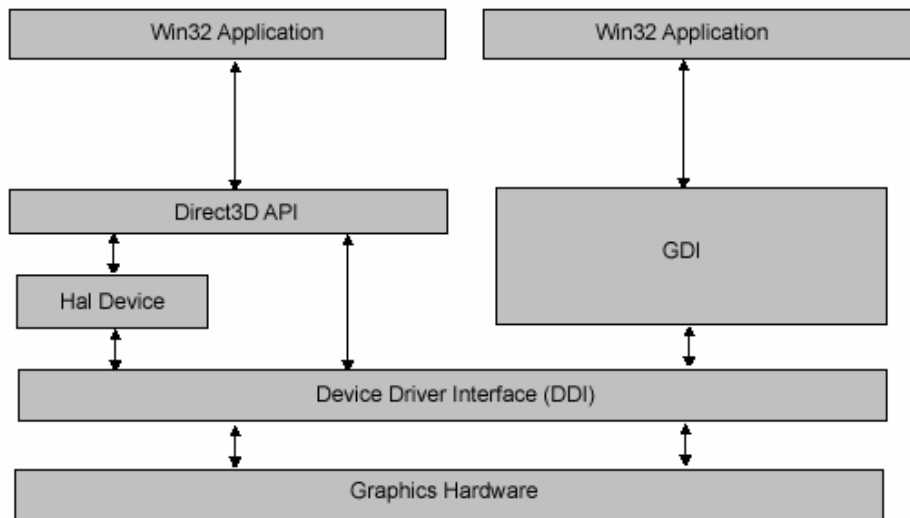 Win32 Application
Win32 Application
Direct3D API
GDI
Hal Device
Device Driver Interface (DDI)
Graphics Hardware